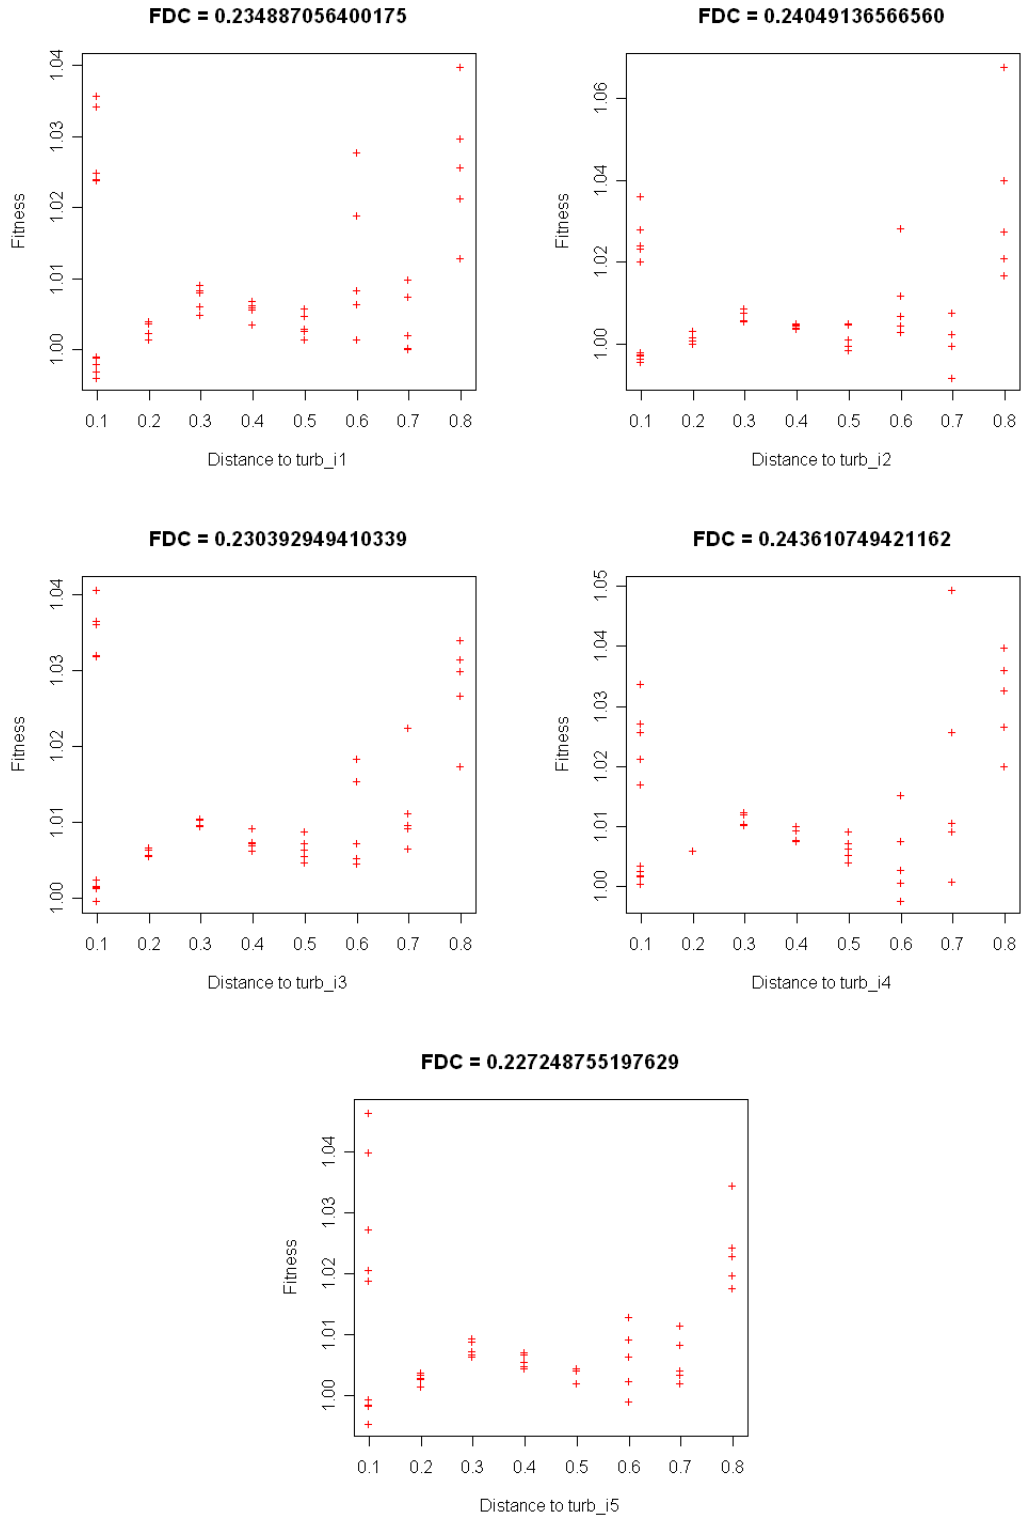 FDC = 0.234887056400175
FDC = 0.24049136566560
1.04
1.03
1.02
1.01
1.00
Fitness
0.1 0.2 0.3 0.4 0.5 0.6 0.7 0.8
Distance to turb_i1
1.06
1.04
1.02
1.00
Fitness
0.1 0.2 0.3 0.4 0.5 0.6 0.7 0.8
Distance to turb_i2
FDC = 0.230392949410339
FDC = 0.243610749421162
1.04
1.03
1.02
1.01
1.00
Fitness
0.1 0.2 0.3 0.4 0.5 0.6 0.7 0.8
Distance to turb_i3
1.05
1.04
1.03
1.02
1.01
1.00
Fitness
0.1 0.2 0.3 0.4 0.5 0.6 0.7 0.8
Distance to turb_i4
FDC = 0.227248755197629
1.04
1.03
1.02
1.01
1.00
Fitness
0.1 0.2 0.3 0.4 0.5 0.6 0.7 0.8
Distance to turb_i5